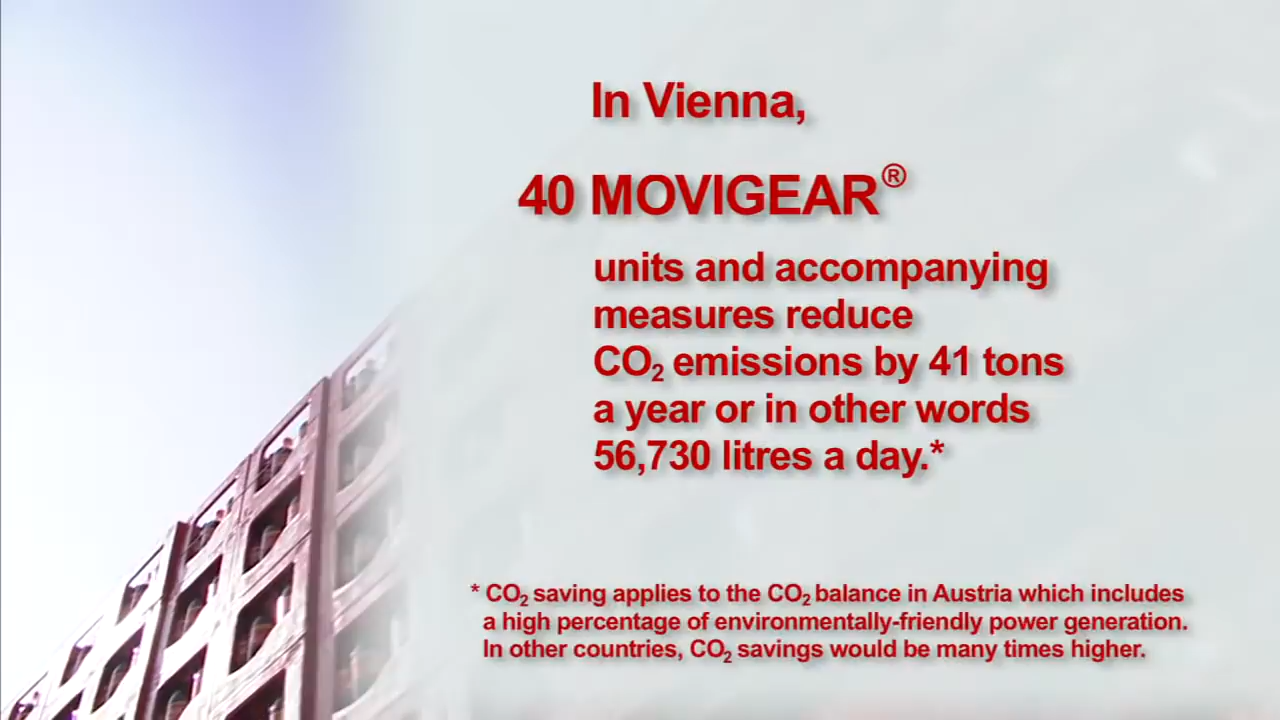 In Vienna,
40 MOVIGEAR®
units and accompanying
measures reduce
CO₂ emissions by 41 tons
a year or in other words
56,730 litres a day.*
* CO₂ saving applies to the CO₂ balance in Austria which includes
a high percentage of environmentally-friendly power generation.
In other countries, CO₂ savings would be many times higher.